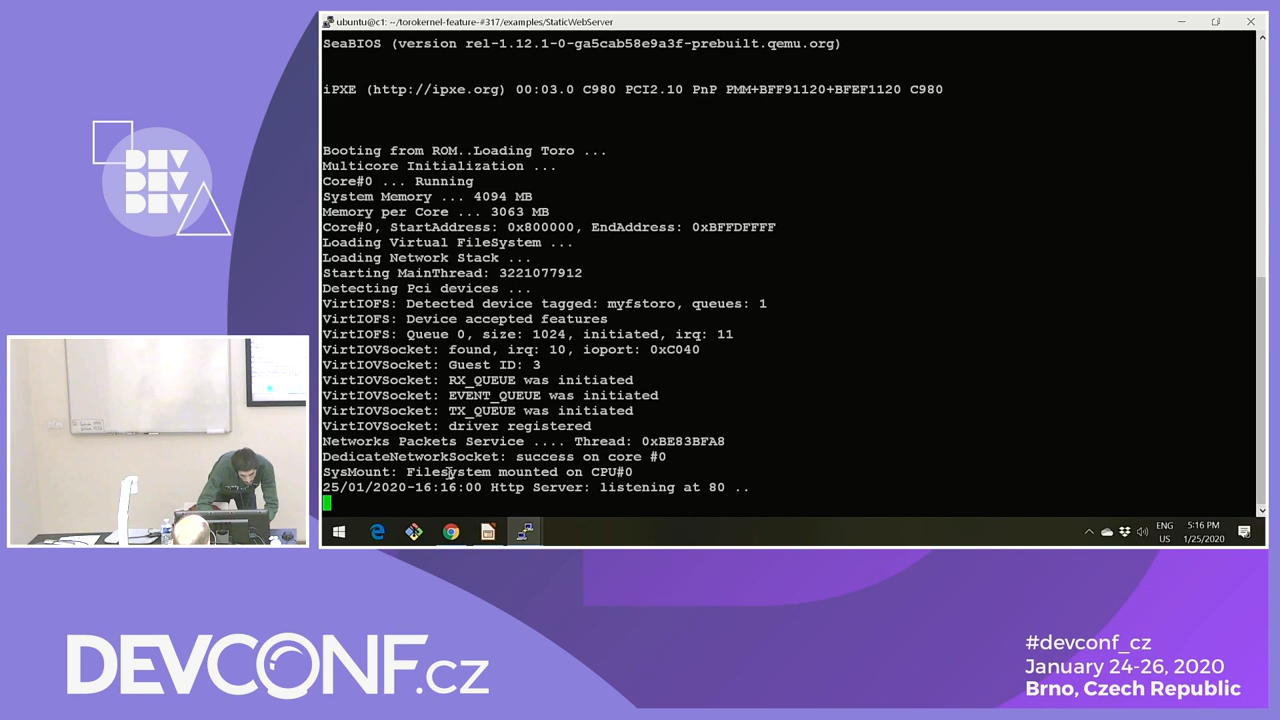 ubuntu@c1: ~/torokernel-feature-#317/examples/StaticWebServer
SeaBIOS (version rel-1.12.1-0-ga5cab58e9a3f-prebuilt.qemu.org)
iPXE (http://ipxe.org) 00:03.0 C980 PCI2.10 PnP PMM+BFF91120+BFEF1120 C980
Booting from ROM..Loading Toro ...
Multicore Initialization ...
Core#0 ... Running
System Memory ... 4094 MB
Memory per Core ... 3063 MB
Core#0, StartAddress: 0x800000, EndAddress: 0xBFFDFFFF
Loading Virtual FileSystem ...
Loading Network Stack ...
Starting MainThread: 3221077912
Detecting Pci devices ...
VirtIOFS: Detected device tagged: myfstoro, queues: 1
VirtIOFS: Device accepted features
VirtIOFS: Queue 0, size: 1024, initiated, irq: 11
VirtIOVSocket: found, irq: 10, ioport: 0xC040
VirtIOVSocket: Guest ID: 3
VirtIOVSocket: RX_QUEUE was initiated
VirtIOVSocket: EVENT_QUEUE was initiated
VirtIOVSocket: TX_QUEUE was initiated
VirtIOVSocket: driver registered
Networks Packets Service .... Thread: 0xBE83BFA8
DedicateNetworkSocket: success on core #0
SysMount: Filesystem mounted on CPU#0
25/01/2020-16:16:00 Http Server: listening at 80 ..
ENG
US
5:16 PM
1/25/2020
DEV
DEV
DEV
DEVCONF.cz
#devconf_cz
January 24-26, 2020
Brno, Czech Republic